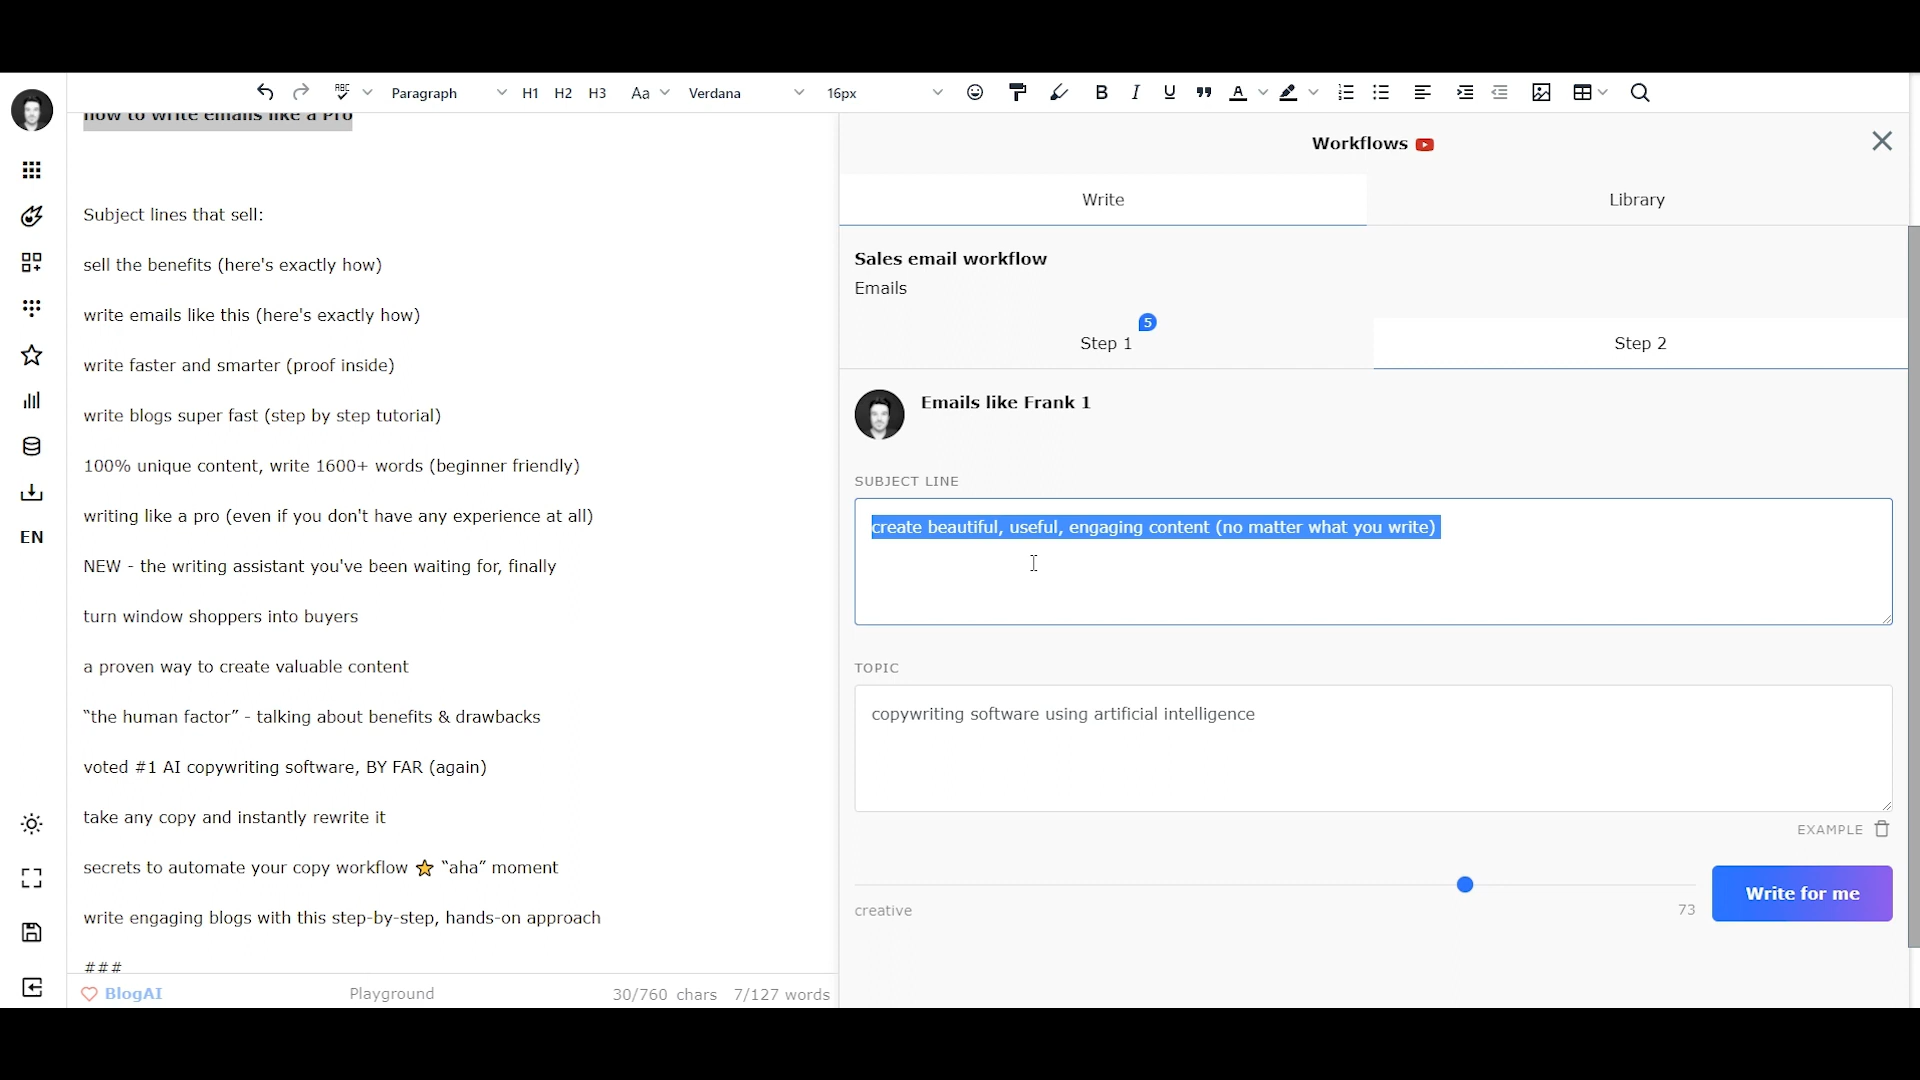 Paragraph
H1
H2
H3
Aa
Verdana
16px
how to write emails like a Pro
Subject lines that sell:
sell the benefits (here's exactly how)
write emails like this (here's exactly how)
write faster and smarter (proof inside)
write blogs super fast (step by step tutorial)
100% unique content, write 1600+ words (beginner friendly)
writing like a pro (even if you don't have any experience at all)
NEW - the writing assistant you've been waiting for, finally
turn window shoppers into buyers
a proven way to create valuable content
“the human factor” - talking about benefits & drawbacks
voted #1 AI copywriting software, BY FAR (again)
take any copy and instantly rewrite it
secrets to automate your copy workflow ⭐ “aha” moment
write engaging blogs with this step-by-step, hands-on approach
###
EN
BlogAI
Playground
30/760 chars
7/127 words
Workflows
Write
Library
Sales email workflow
Emails
5
Step 1
Step 2
Emails like Frank 1
SUBJECT LINE
create beautiful, useful, engaging content (no matter what you write)
TOPIC
copywriting software using artificial intelligence
EXAMPLE
creative
73
Write for me